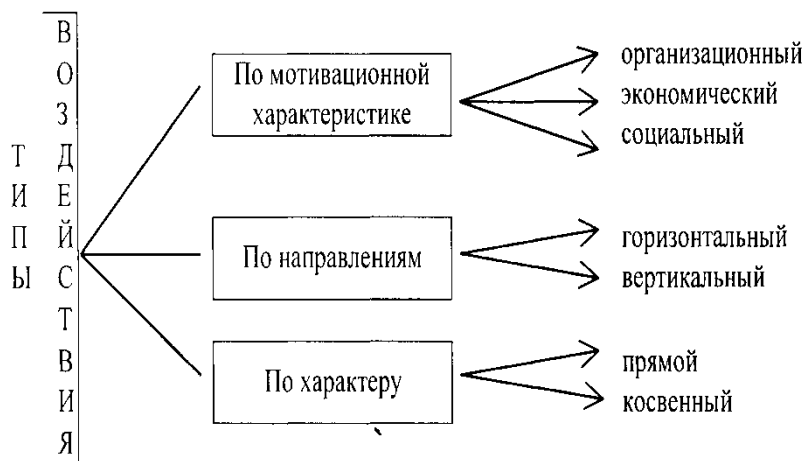 ТИПЫ
ВОЗДЕЙСТВИЯ
По мотивационной
характеристике
организационный
экономический
социальный
По направлениям
горизонтальный
вертикальный
По характеру
прямой
косвенный